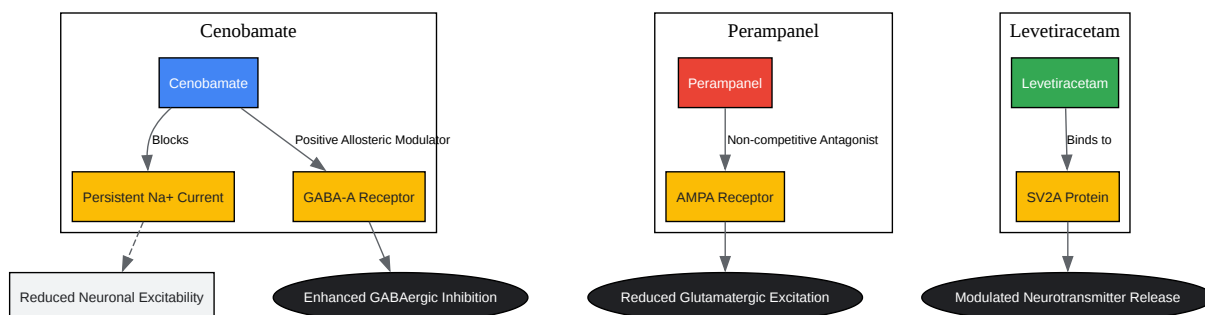 Cenobamate
Perampanel
Levetiracetam
Cenobamate
Perampanel
Levetiracetam
Blocks
Positive Allosteric Modulator
Non-competitive Antagonist
Binds to
Persistent Na+ Current
GABA-A Receptor
AMPA Receptor
SV2A Protein
Reduced Neuronal Excitability
Enhanced GABAergic Inhibition
Reduced Glutamatergic Excitation
Modulated Neurotransmitter Release